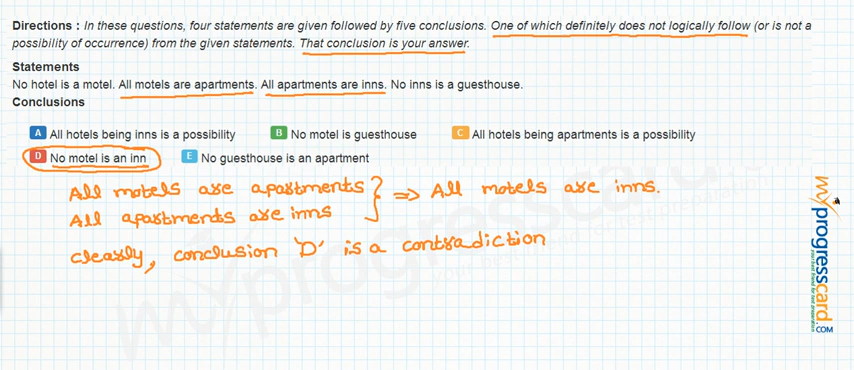 Directions : In these questions, four statements are given followed by five conclusions. One of which definitely does not logically follow (or is not a
possibility of occurrence) from the given statements. That conclusion is your answer.
Statements
No hotel is a motel. All motels are apartments. All apartments are inns. No inns is a guesthouse.
Conclusions
A All hotels being inns is a possibility B No motel is guesthouse C All hotels being apartments is a possibility
D No motel is an inn E No guesthouse is an apartment
All motels are apartments } ⇒ All motels are inns.
All apartments are inns
clearly, conclusion 'D' is a contradiction
myprogresscard.com